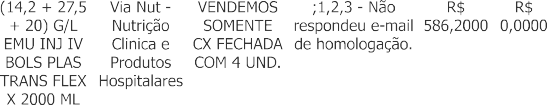 (14,2 + 27,5 Via Nut - VENDEMOS ;1,2,3 - Não R$ R$
+ 20) G/L Nutrição SOMENTE respondeu e-mail 586,2000 0,0000
EMU INJ IV Clinica e CX FECHADA de homologação.
BOLS PLAS Produtos COM 4 UND.
TRANS FLEX Hospitalares
X 2000 ML